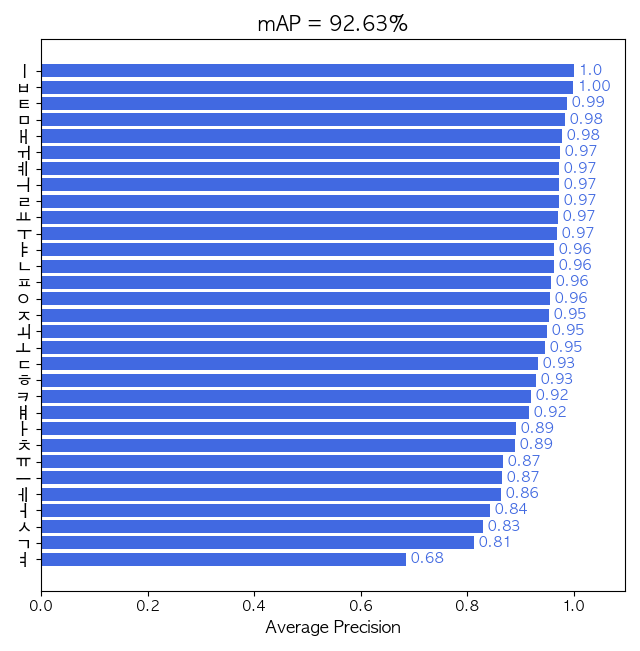 mAP = 92.63%
ㅣ 1.0
ㅂ 1.00
ㅌ 0.99
ㅁ 0.98
ㅐ 0.98
ㅟ 0.97
ㅖ 0.97
ㅢ 0.97
ㄹ 0.97
ㅛ 0.97
ㅜ 0.97
ㅑ 0.96
ㄴ 0.96
ㅍ 0.96
ㅇ 0.96
ㅈ 0.95
ㅚ 0.95
ㅗ 0.95
ㄷ 0.93
ㅎ 0.93
ㅋ 0.92
ㅒ 0.92
ㅏ 0.89
ㅊ 0.89
ㅠ 0.87
ㅡ 0.87
ㅔ 0.86
ㅓ 0.84
ㅅ 0.83
ㄱ 0.81
ㅕ 0.68
0.0 0.2 0.4 0.6 0.8 1.0
Average Precision